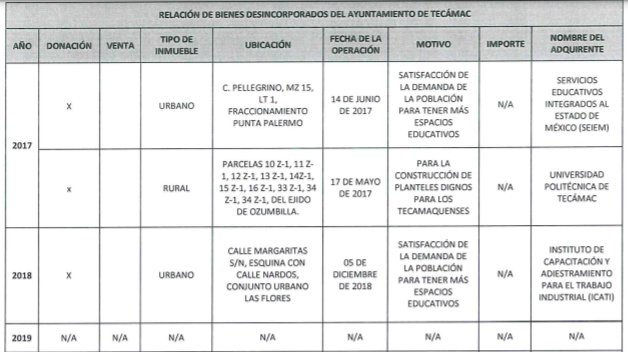 RELACIÓN DE BIENES DESINCORPORADOS DEL AYUNTAMIENTO DE TECÁMAC
AÑO DONACIÓN VENTA TIPO DE INMUEBLE UBICACIÓN FECHA DE LA OPERACIÓN MOTIVO IMPORTE NOMBRE DEL ADQUIRENTE
2017
X
URBANO
C. PELLEGRINO, MZ 15,
LT 1,
FRACCIONAMIENTO
PUNTA PALERMO
14 DE JUNIO
DE 2017
SATISFACCIÓN DE
LA DEMANDA DE
LA POBLACIÓN
PARA TENER MÁS
ESPACIOS
EDUCATIVOS
N/A
SERVICIOS
EDUCATIVOS
INTEGRADOS AL
ESTADO DE
MÉXICO (SEIEM)
X
RURAL
PARCELAS 10 Z-1, 11 Z-
1, 12 Z-1, 13 Z-1, 14Z-1,
15 Z-1, 16 Z-1, 33 Z-1, 34
Z-1, 34 Z-1, DEL EJIDO
DE OZUMBILLA.
17 DE MAYO
DE 2017
PARA LA
CONSTRUCCIÓN DE
PLANTELES DIGNOS
PARA LOS
TECAMAQUENSES
N/A
UNIVERSIDAD
POLITÉCNICA DE
TECÁMAC
2018
X
URBANO
CALLE MARGARITAS
S/N, ESQUINA CON
CALLE NARDOS,
CONJUNTO URBANO
LAS FLORES
05 DE
DICIEMBRE
DE 2018
SATISFACCIÓN DE
LA DEMANDA DE
LA POBLACIÓN
PARA TENER MÁS
ESPACIOS
EDUCATIVOS
N/A
INSTITUTO DE
CAPACITACIÓN Y
ADIESTRAMIENTO
PARA EL TRABAJO
INDUSTRIAL (ICATI)
2019 N/A N/A N/A N/A N/A N/A N/A N/A